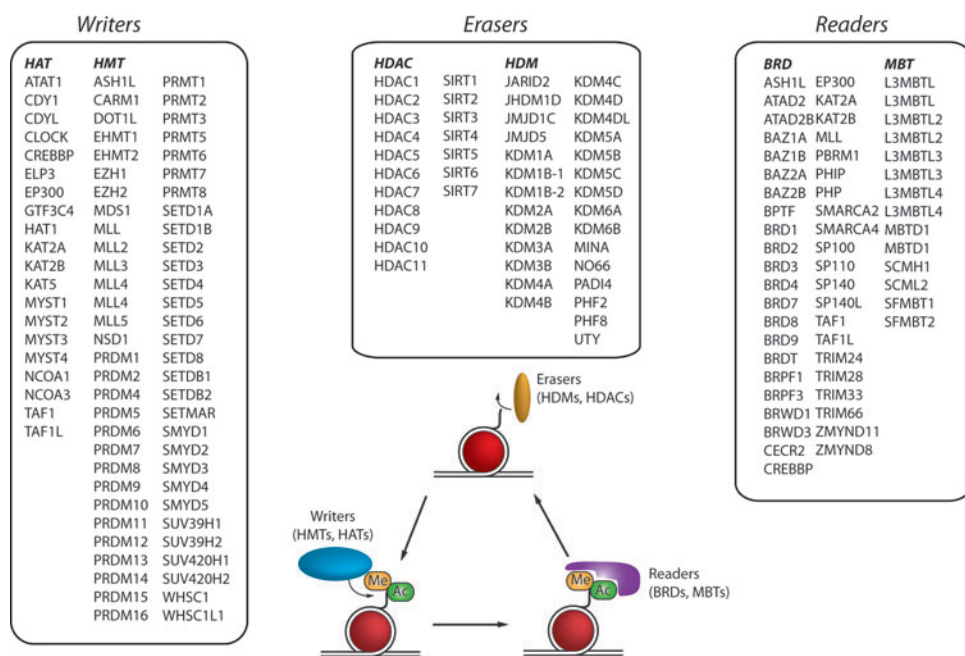 Writers
Erasers
Readers
HAT HMT
ATAT1 ASH1L PRMT1
CDY1 CARM1 PRMT2
CDYL DOT1L PRMT3
CLOCK EHMT1 PRMT5
CREBBP EHMT2 PRMT6
ELP3 EZH1 PRMT7
EP300 EZH2 PRMT8
GTF3C4 MDS1 SETD1A
HAT1 MLL SETD1B
KAT2A MLL2 SETD2
KAT2B MLL3 SETD3
KAT5 MLL4 SETD4
MYST1 MLL4 SETD5
MYST2 MLL5 SETD6
MYST3 NSD1 SETD7
MYST4 PRDM1 SETD8
NCOA1 PRDM2 SETDB1
NCOA3 PRDM4 SETDB2
TAF1 PRDM5 SETMAR
TAF1L PRDM6 SMYD1
PRDM7 SMYD2
PRDM8 SMYD3
PRDM9 SMYD4
PRDM10 SMYD5
PRDM11 SUV39H1
PRDM12 SUV39H2
PRDM13 SUV420H1
PRDM14 SUV420H2
PRDM15 WHSC1
PRDM16 WHSC1L1
HDAC HDM
HDAC1 SIRT1 JARID2 KDM4C
HDAC2 SIRT2 JHDM1D KDM4D
HDAC3 SIRT3 JMJD1C KDM4DL
HDAC4 SIRT4 JMJD5 KDM5A
HDAC5 SIRT5 KDM1A KDM5B
HDAC6 SIRT6 KDM1B-1 KDM5C
HDAC7 SIRT7 KDM1B-2 KDM5D
HDAC8 KDM2A KDM6A
HDAC9 KDM2B KDM6B
HDAC10 KDM3A MINA
HDAC11 KDM3B NO66
KDM4A PADI4
KDM4B PHF2
PHF8
UTY
BRD MBT
ASH1L EP300 L3MBTL
ATAD2 KAT2A L3MBTL
ATAD2B KAT2B L3MBTL2
BAZ1A MLL L3MBTL2
BAZ1B PBRM1 L3MBTL3
BAZ2A PHIP L3MBTL3
BAZ2B PHP L3MBTL4
BPTF SMARCA2 L3MBTL4
BRD1 SMARCA4 MBTD1
BRD2 SP100 MBTD1
BRD3 SP110 SCMH1
BRD4 SP140 SCML2
BRD7 SP140L SFMBT1
BRD8 TAF1 SFMBT2
BRD9 TAF1L
BRDT TRIM24
BRPF1 TRIM28
BRPF3 TRIM33
BRWD1 TRIM66
BRWD3 ZMYND11
CECR2 ZMYND8
CREBBP
Erasers
(HDMs, HDACs)
Writers
(HMTs, HATs)
Me
Ac
Me
Ac
Readers
(BRDs, MBTs)